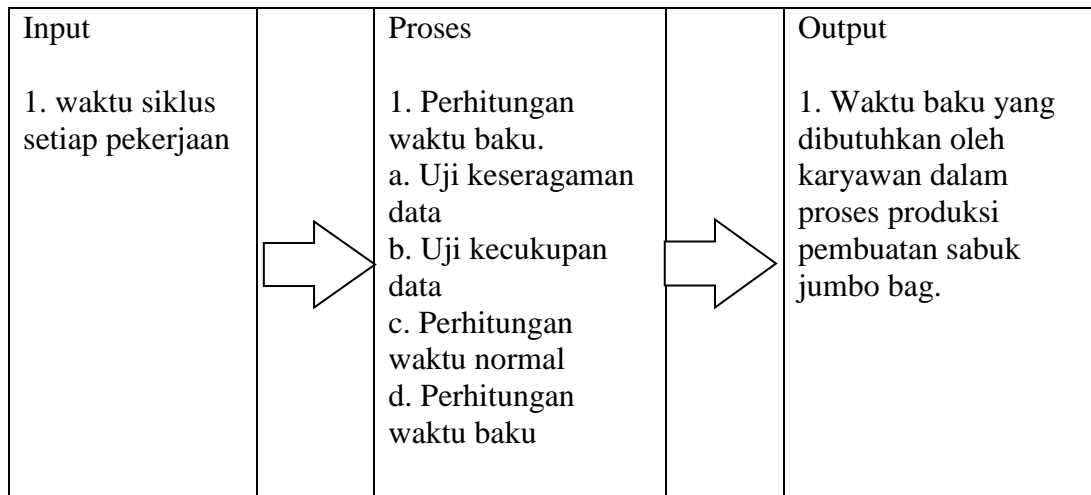 Input
1. waktu siklus
setiap pekerjaan
Proses
1. Perhitungan
waktu baku.
a. Uji keseragaman
data
b. Uji kecukupan
data
c. Perhitungan
waktu normal
d. Perhitungan
waktu baku
Output
1. Waktu baku yang
dibutuhkan oleh
karyawan dalam
proses produksi
pembuatan sabuk
jumbo bag.